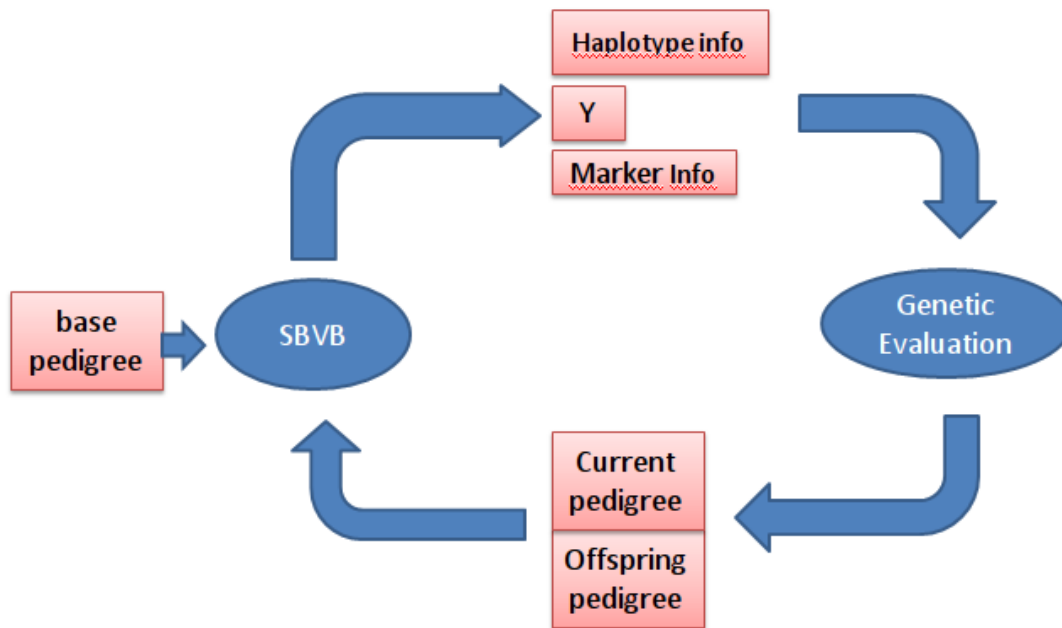 Haplotype info
Y
Marker Info
base
pedigree
SBVB
Genetic
Evaluation
Current
pedigree
Offspring
pedigree